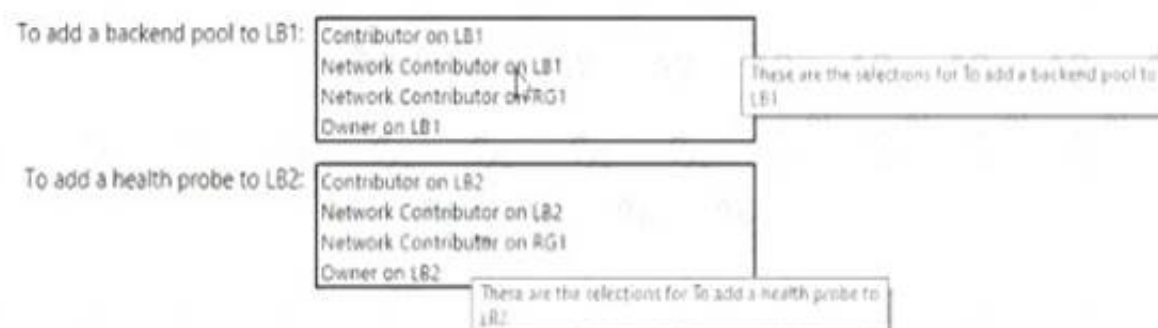 To add a backend pool to LB1:
Contributor on LB1
Network Contributor on LB1
Network Contributor on RG1
Owner on LB1
These are the selections for To add a backend pool to
LB1
To add a health probe to LB2:
Contributor on LB2
Network Contributor on LB2
Network Contributor on RG1
Owner on LB2
These are the selections for To add a health probe to
LB2